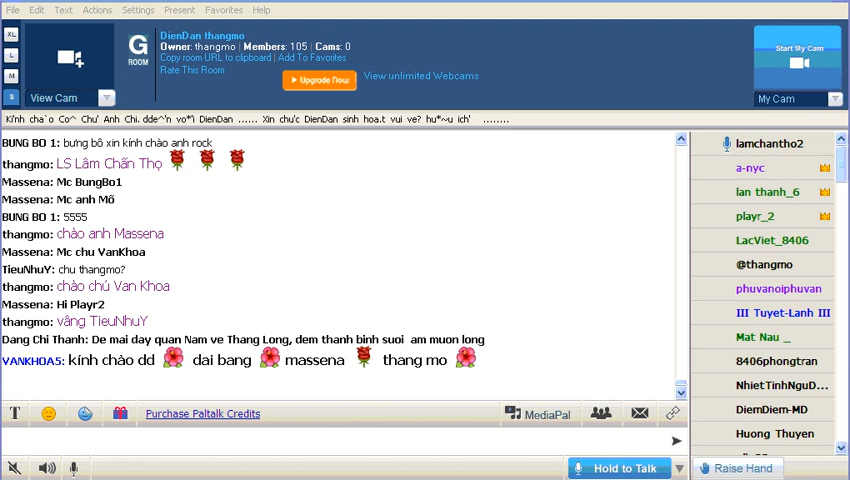 File Edit Text Actions Settings Present Favorites Help
XL
L
M
S
View Cam
G
ROOM
DienDan thangmo
Owner: thangmo | Members: 105 | Cams: 0
Copy room URL to clipboard | Add To Favorites
Rate This Room
Upgrade Now
View unlimited Webcams
Start My Cam
My Cam
Ki'nh cha`o Co^ Chu' Anh Chi. dde^'n vo*'i DienDan ...... Xin chu'c DienDan sinh hoa.t vui ve? hu*~u ich' ........
BUNG BO 1: bưng bô xin kính chào anh rock
thangmo: LS Lâm Chấn Thọ
Massena: Mc BungBo1
Massena: Mc anh Mõ
BUNG BO 1: 5555
thangmo: chào anh Massena
Massena: Mc chu VanKhoa
TieuNhuY: chu thangmo?
thangmo: chào chú Van Khoa
Massena: Hi Playr2
thangmo: vâng TieuNhuY
Dang Chi Thanh: De mai day quan Nam ve Thang Long, dem thanh binh suoi am muon long
VANKHOA5: kính chào dd dai bang massena thang mo
lamchantho2
a-nyc
lan thanh_6
playr_2
LacViet_8406
@thangmo
phuvanoiphuvan
III Tuyet-Lanh III
Mat Nau _
8406phongtran
NhietTinhNguD...
DiemDiem-MD
Huong Thuyen
T
Purchase Paltalk Credits
MediaPal
Hold to Talk
Raise Hand